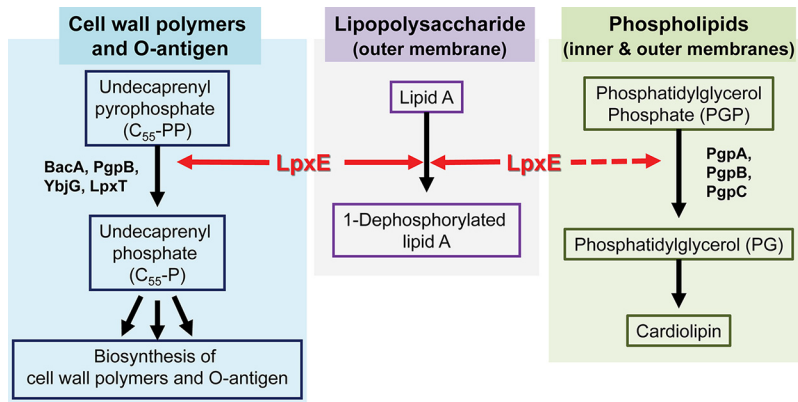 Cell wall polymers
and O-antigen
Undecaprenyl
pyrophosphate
(C₅₅-PP)
BacA, PgpB,
YbjG, LpxT
Undecaprenyl
phosphate
(C₅₅-P)
Biosynthesis of
cell wall polymers and O-antigen
LpxE
Lipopolysaccharide
(outer membrane)
Lipid A
1-Dephosphorylated
lipid A
LpxE
Phospholipids
(inner & outer membranes)
Phosphatidylglycerol
Phosphate (PGP)
PgpA,
PgpB,
PgpC
Phosphatidylglycerol (PG)
Cardiolipin